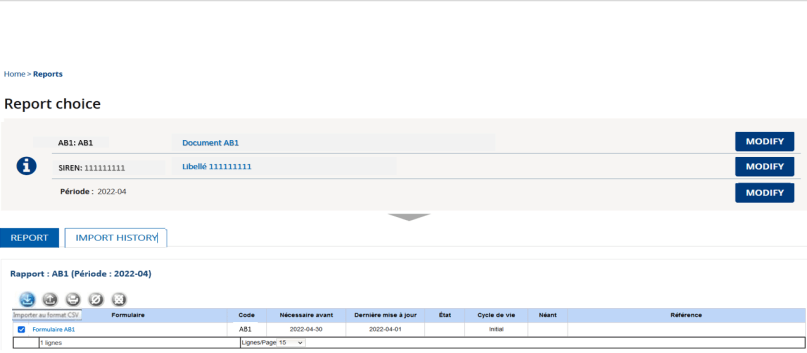 Home > Reports
Report choice
AB1: AB1 Document AB1 MODIFY
SIREN: 111111111 Libellé 111111111 MODIFY
Période : 2022-04 MODIFY
REPORT IMPORT HISTORY
Rapport : AB1 (Période : 2022-04)
Importer au format CSV Formulaire Code Nécessaire avant Dernière mise à jour État Cycle de vie Néant Référence
Formulaire AB1 AB1 2022-04-30 2022-04-01 Initial
1 lignes Lignes/Page 15